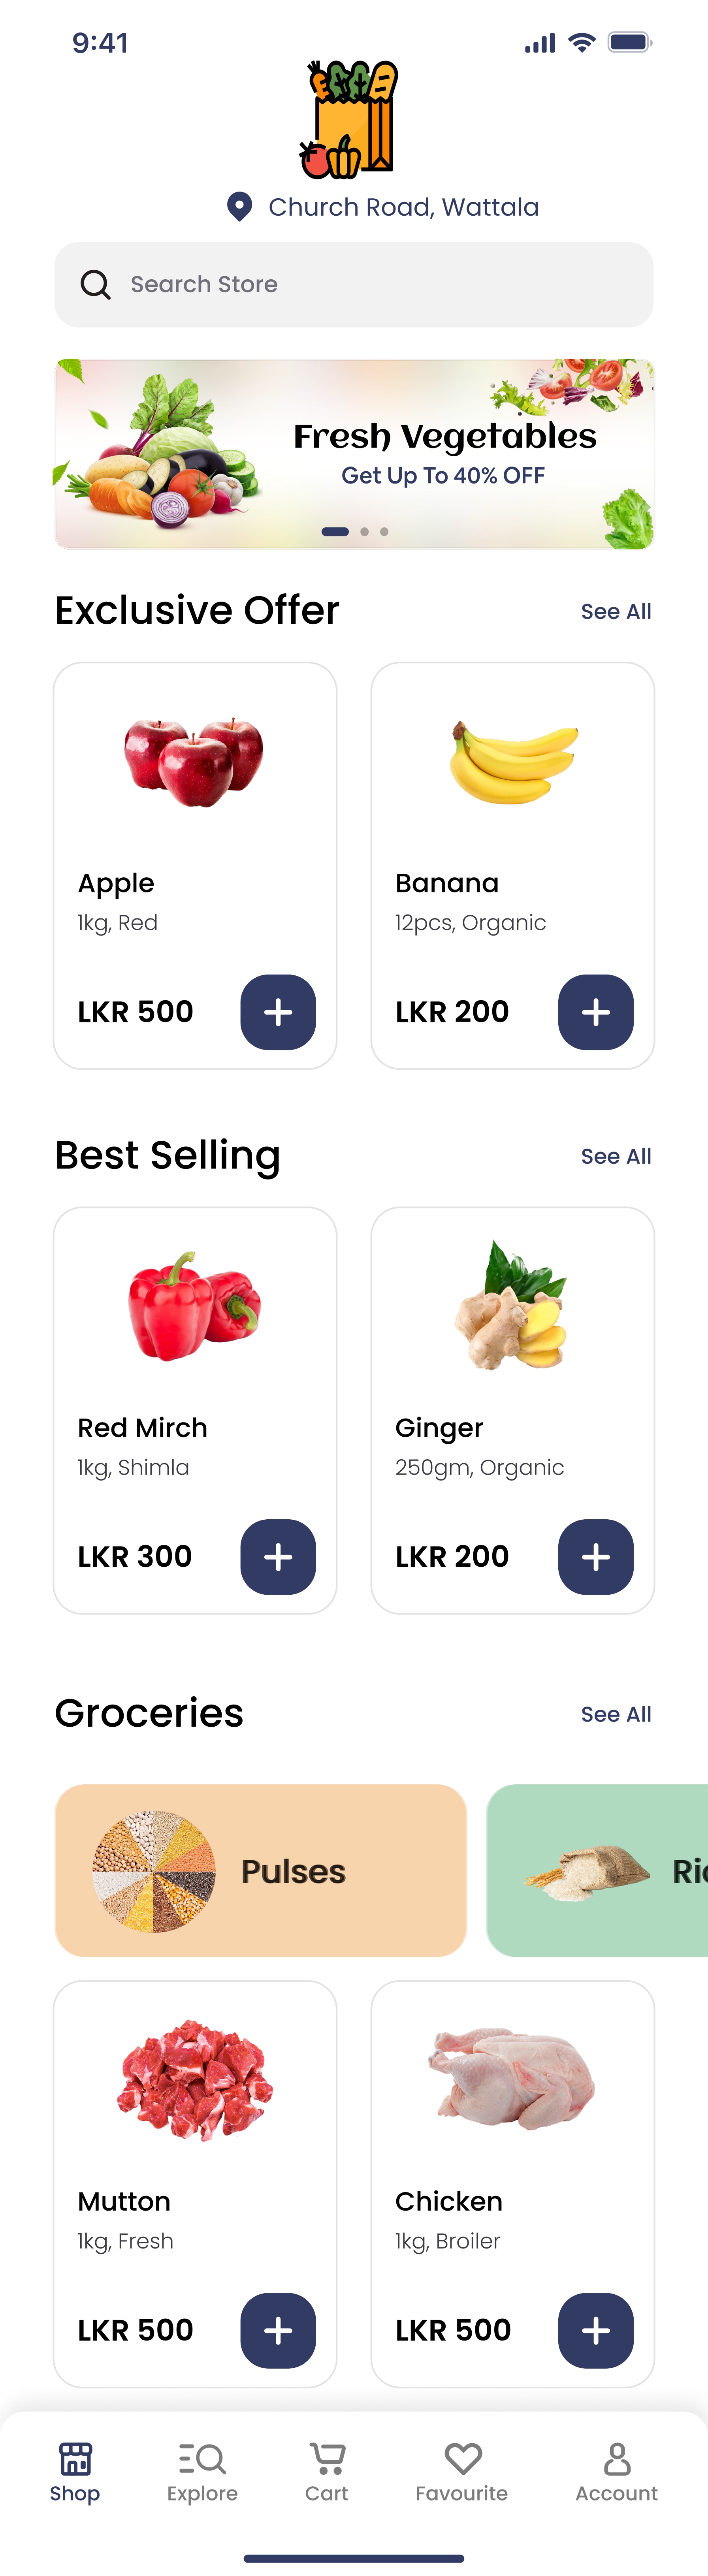 9:41
Church Road, Wattala
Search Store
Fresh Vegetables
Get Up To 40% OFF
Exclusive Offer
See All
Apple
1kg, Red
LKR 500
Banana
12pcs, Organic
LKR 200
Best Selling
See All
Red Mirch
1kg, Shimla
LKR 300
Ginger
250gm, Organic
LKR 200
Groceries
See All
Pulses
Mutton
1kg, Fresh
LKR 500
Chicken
1kg, Broiler
LKR 500
Shop
Explore
Cart
Favourite
Account